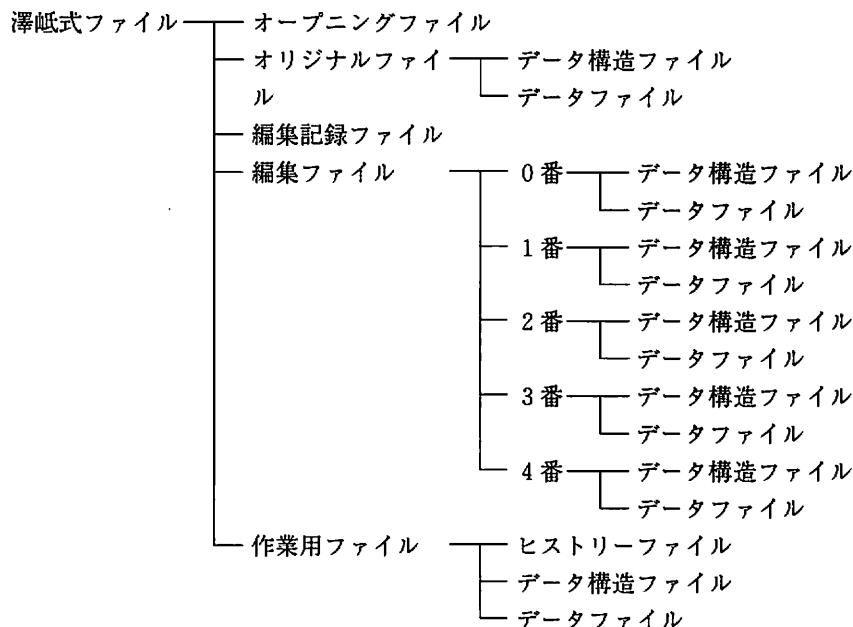 澤岻式ファイル オープニングファイル
オリジナルファイ データ構造ファイル
ル データファイル
編集記録ファイル
編集ファイル 0番 データ構造ファイル
データファイル
1番 データ構造ファイル
データファイル
2番 データ構造ファイル
データファイル
3番 データ構造ファイル
データファイル
4番 データ構造ファイル
データファイル
作業用ファイル ヒストリーファイル
データ構造ファイル
データファイル